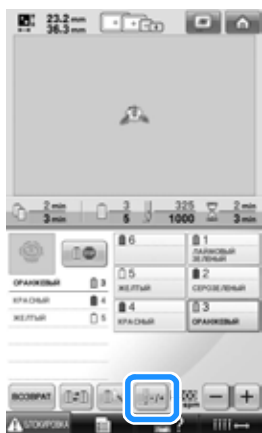 23.2 mm
36.3 mm
2 min
3 min
3
5
325
1000
2 min
3 min
6
1
ЛАЙМОВЫЙ
ЗЕЛЕНЫЙ
ОРАНЖЕВЫЙ 3
5
ЖЕЛТЫЙ
2
СЕРОЗЕЛЕНЫЙ
КРАСНЫЙ 4
ЖЕЛТЫЙ 5
4
КРАСНЫЙ
3
ОРАНЖЕВЫЙ
ВОЗВРАТ
-/+
spm
-
+
БЛОКИРОВКА
?